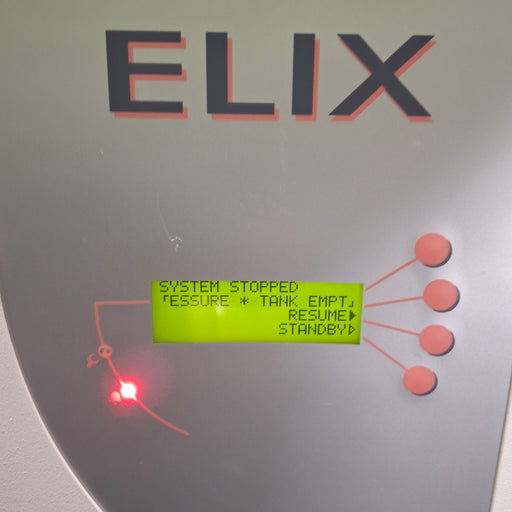 ELIX
SYSTEM STOPPED
「ESSURE * TANK EMPT」
RESUME▶
STANDBY▷